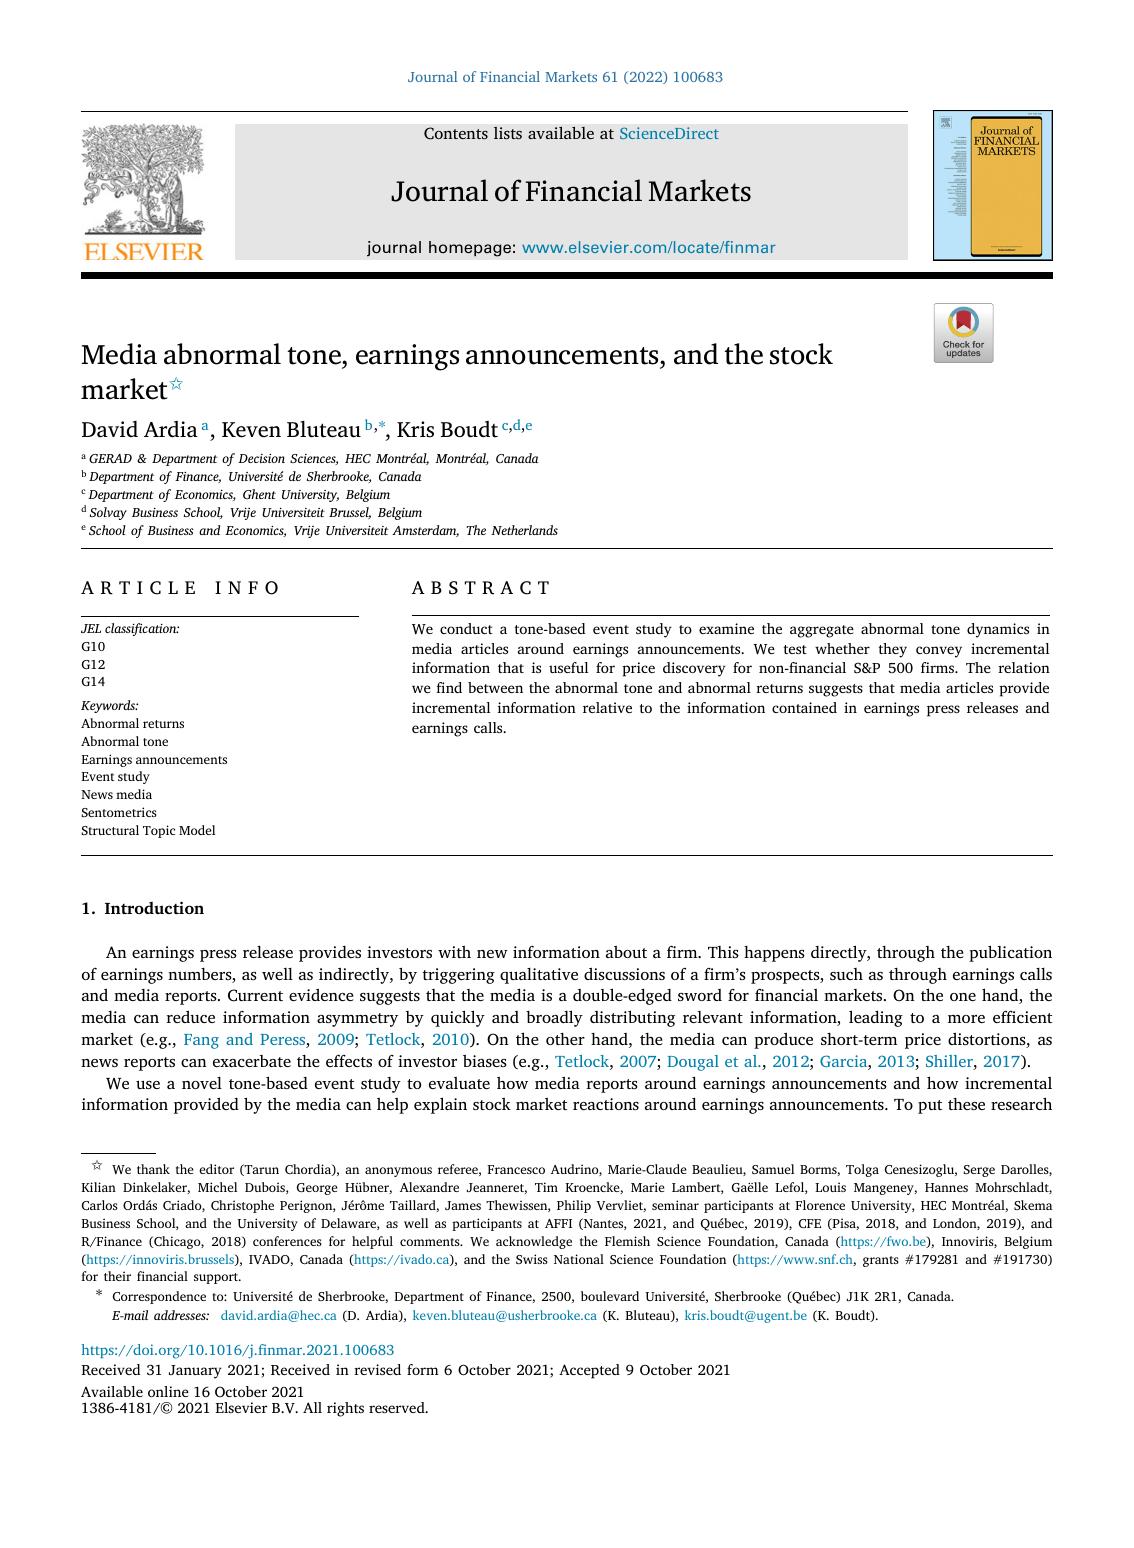 Journal of Financial Markets 61 (2022) 100683
Contents lists available at ScienceDirect
Journal of Financial Markets
journal homepage: www.elsevier.com/locate/finmar
ELSEVIER
Journal of
FINANCIAL
MARKETS
Check for
updates
Media abnormal tone, earnings announcements, and the stock
market☆
David Ardia a, Keven Bluteau b,*, Kris Boudt c,d,e
a GERAD & Department of Decision Sciences, HEC Montréal, Montréal, Canada
b Department of Finance, Université de Sherbrooke, Canada
c Department of Economics, Ghent University, Belgium
d Solvay Business School, Vrije Universiteit Brussel, Belgium
e School of Business and Economics, Vrije Universiteit Amsterdam, The Netherlands
ARTICLE INFO
JEL classification:
G10
G12
G14
Keywords:
Abnormal returns
Abnormal tone
Earnings announcements
Event study
News media
Sentometrics
Structural Topic Model
ABSTRACT
We conduct a tone-based event study to examine the aggregate abnormal tone dynamics in
media articles around earnings announcements. We test whether they convey incremental
information that is useful for price discovery for non-financial S&P 500 firms. The relation
we find between the abnormal tone and abnormal returns suggests that media articles provide
incremental information relative to the information contained in earnings press releases and
earnings calls.
1. Introduction
An earnings press release provides investors with new information about a firm. This happens directly, through the publication
of earnings numbers, as well as indirectly, by triggering qualitative discussions of a firm's prospects, such as through earnings calls
and media reports. Current evidence suggests that the media is a double-edged sword for financial markets. On the one hand, the
media can reduce information asymmetry by quickly and broadly distributing relevant information, leading to a more efficient
market (e.g., Fang and Peress, 2009; Tetlock, 2010). On the other hand, the media can produce short-term price distortions, as
news reports can exacerbate the effects of investor biases (e.g., Tetlock, 2007; Dougal et al., 2012; Garcia, 2013; Shiller, 2017).
We use a novel tone-based event study to evaluate how media reports around earnings announcements and how incremental
information provided by the media can help explain stock market reactions around earnings announcements. To put these research
☆ We thank the editor (Tarun Chordia), an anonymous referee, Francesco Audrino, Marie-Claude Beaulieu, Samuel Borms, Tolga Cenesizoglu, Serge Darolles,
Kilian Dinkelaker, Michel Dubois, George Hübner, Alexandre Jeanneret, Tim Kroencke, Marie Lambert, Gaëlle Lefol, Louis Mangeney, Hannes Mohrschladt,
Carlos Ordás Criado, Christophe Perignon, Jérôme Taillard, James Thewissen, Philip Vervliet, seminar participants at Florence University, HEC Montréal, Skema
Business School, and the University of Delaware, as well as participants at AFFI (Nantes, 2021, and Québec, 2019), CFE (Pisa, 2018, and London, 2019), and
R/Finance (Chicago, 2018) conferences for helpful comments. We acknowledge the Flemish Science Foundation, Canada (https://fwo.be), Innoviris, Belgium
(https://innoviris.brussels), IVADO, Canada (https://ivado.ca), and the Swiss National Science Foundation (https://www.snf.ch, grants #179281 and #191730)
for their financial support.
* Correspondence to: Université de Sherbrooke, Department of Finance, 2500, boulevard Université, Sherbrooke (Québec) J1K 2R1, Canada.
E-mail addresses: david.ardia@hec.ca (D. Ardia), keven.bluteau@usherbrooke.ca (K. Bluteau), kris.boudt@ugent.be (K. Boudt).
https://doi.org/10.1016/j.finmar.2021.100683
Received 31 January 2021; Received in revised form 6 October 2021; Accepted 9 October 2021
Available online 16 October 2021
1386-4181/© 2021 Elsevier B.V. All rights reserved.